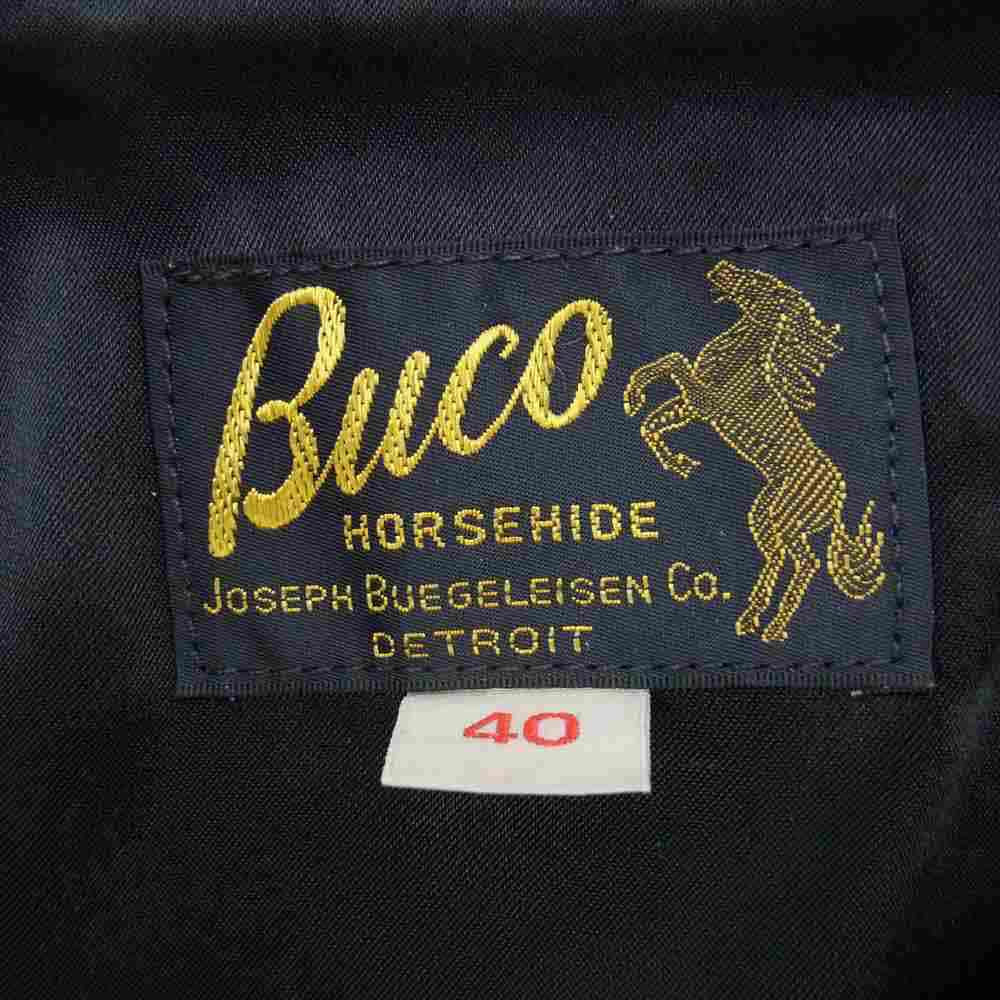 Buco
HORSEHIDE
JOSEPH BUEGELEISEN CO.
DETROIT
40